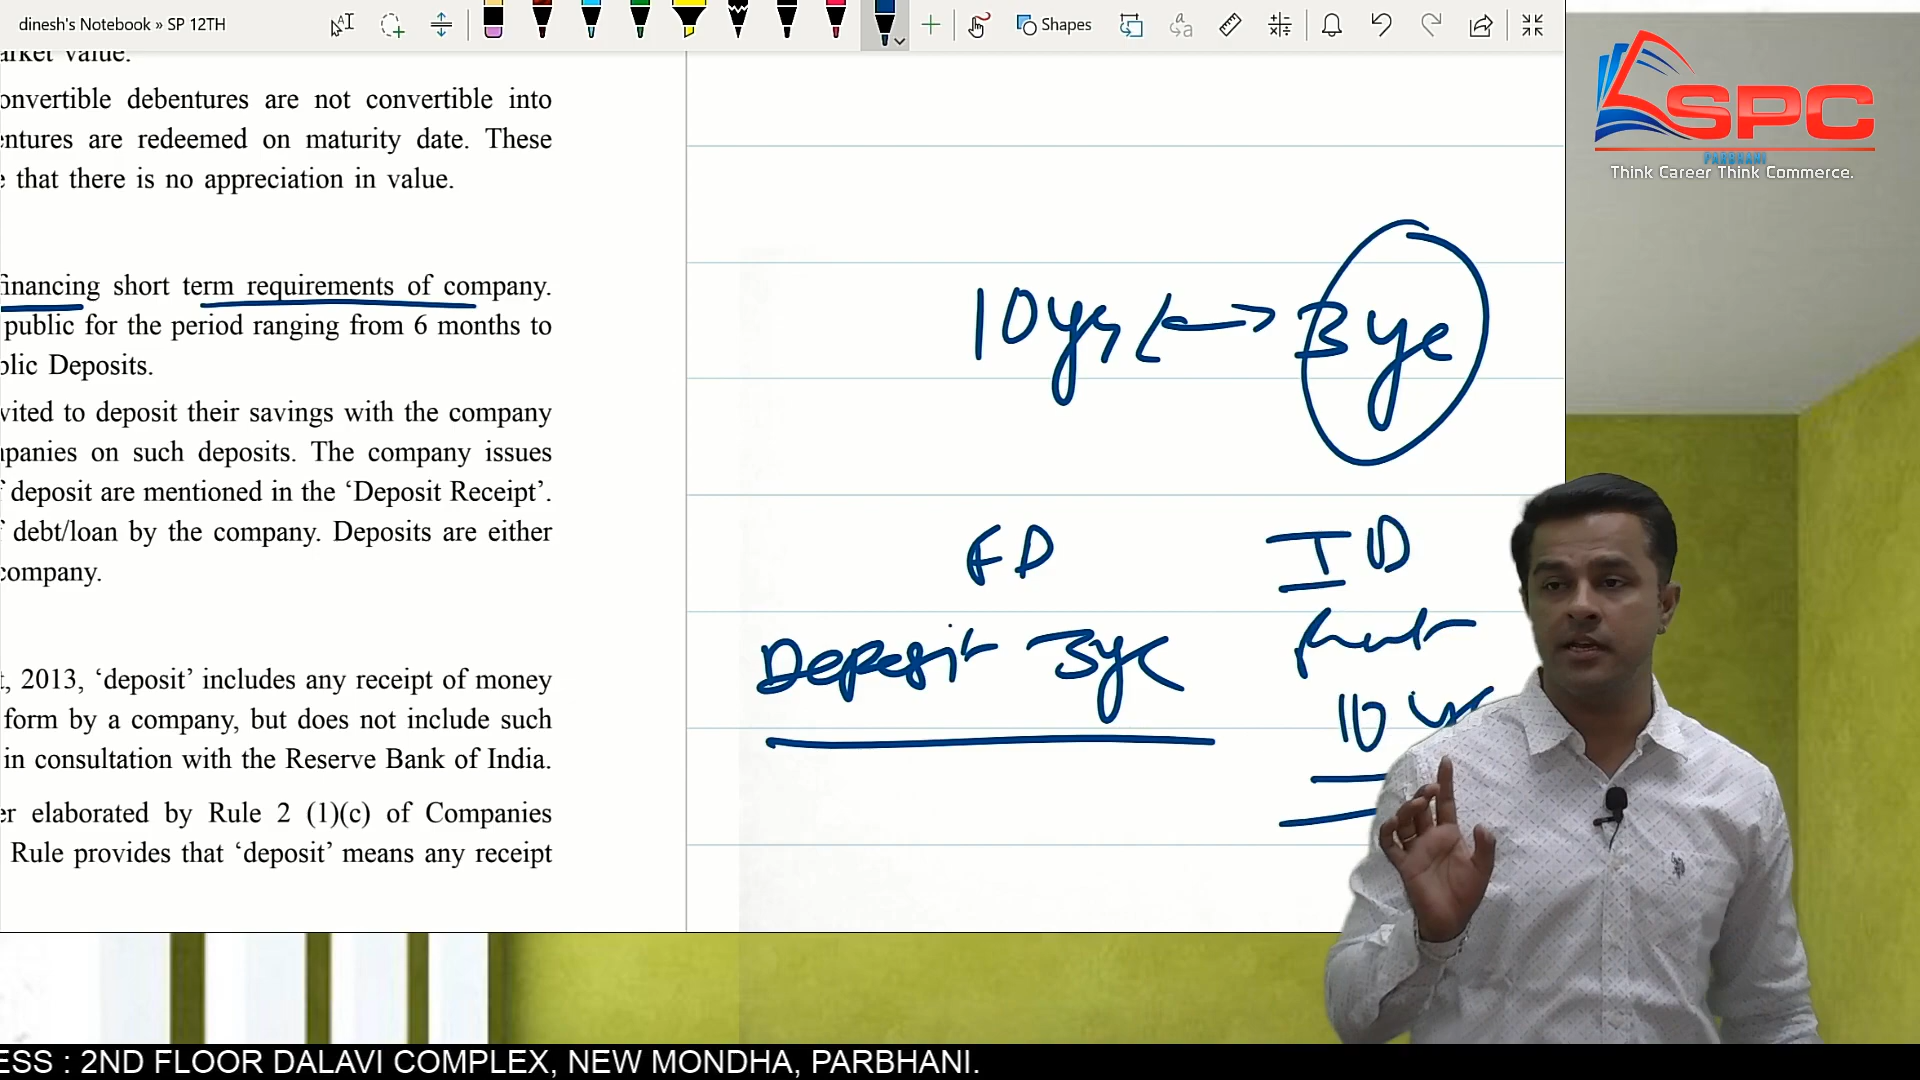 dinesh's Notebook » SP 12TH
Shapes
arket value.
onvertible debentures are not convertible into
entures are redeemed on maturity date. These
e that there is no appreciation in value.
financing short term requirements of company.
public for the period ranging from 6 months to
blic Deposits.
vited to deposit their savings with the company
mpanies on such deposits. The company issues
f deposit are mentioned in the ‘Deposit Receipt’.
f debt/loan by the company. Deposits are either
company.
t, 2013, ‘deposit’ includes any receipt of money
form by a company, but does not include such
in consultation with the Reserve Bank of India.
er elaborated by Rule 2 (1)(c) of Companies
Rule provides that ‘deposit’ means any receipt
10ys ↔ 3ye
FD ID
Deposit 3ye
10
SPC
PARBHANI
Think Career Think Commerce.
ESS : 2ND FLOOR DALAVI COMPLEX, NEW MONDHA, PARBHANI.